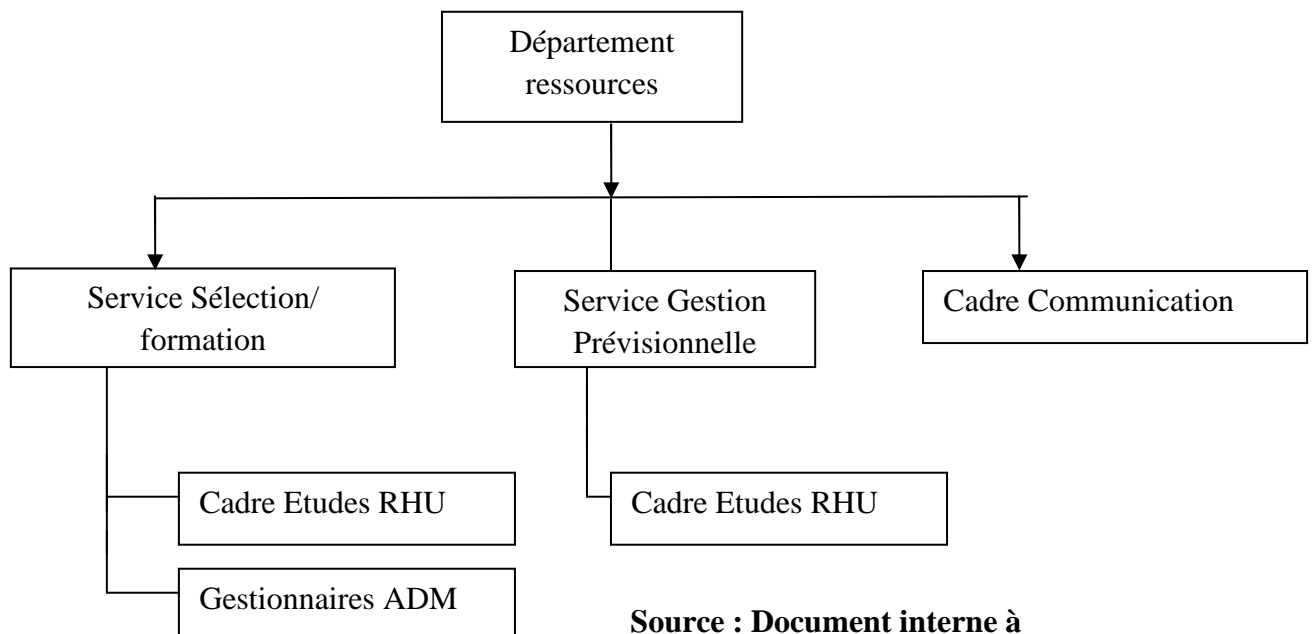 Département
ressources
Service Sélection/
formation
Service Gestion
Prévisionnelle
Cadre Communication
Cadre Etudes RHU
Cadre Etudes RHU
Gestionnaires ADM
Source : Document interne à